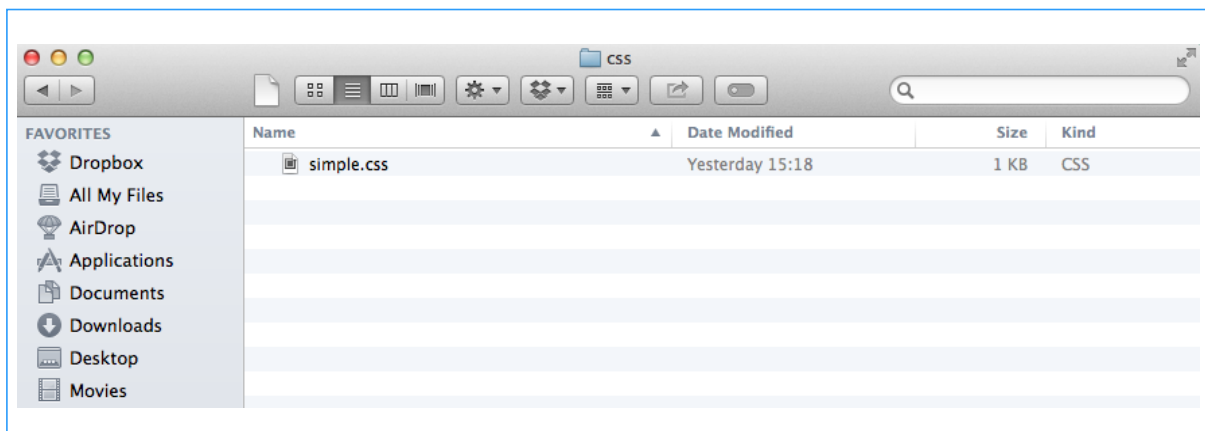 css
FAVORITES
Name Date Modified Size Kind
Dropbox
simple.css Yesterday 15:18 1 KB CSS
All My Files
AirDrop
Applications
Documents
Downloads
Desktop
Movies